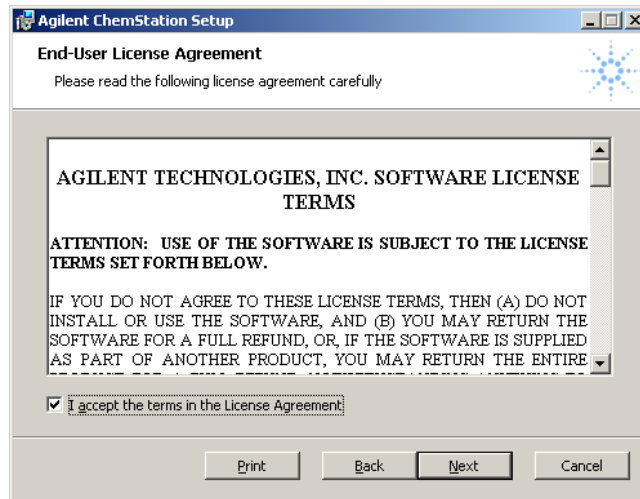 Agilent ChemStation Setup
End-User License Agreement
Please read the following license agreement carefully
AGILENT TECHNOLOGIES, INC. SOFTWARE LICENSE
TERMS
ATTENTION: USE OF THE SOFTWARE IS SUBJECT TO THE LICENSE
TERMS SET FORTH BELOW.
IF YOU DO NOT AGREE TO THESE LICENSE TERMS, THEN (A) DO NOT
INSTALL OR USE THE SOFTWARE, AND (B) YOU MAY RETURN THE
SOFTWARE FOR A FULL REFUND, OR, IF THE SOFTWARE IS SUPPLIED
AS PART OF ANOTHER PRODUCT, YOU MAY RETURN THE ENTIRE
I accept the terms in the License Agreement
Print Back Next Cancel